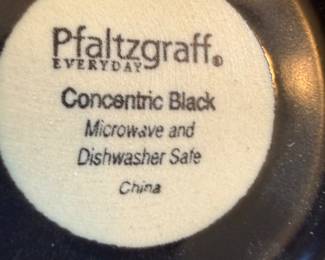 Pfaltzgraff®
EVERYDAY
Concentric Black
Microwave and
Dishwasher Safe
China